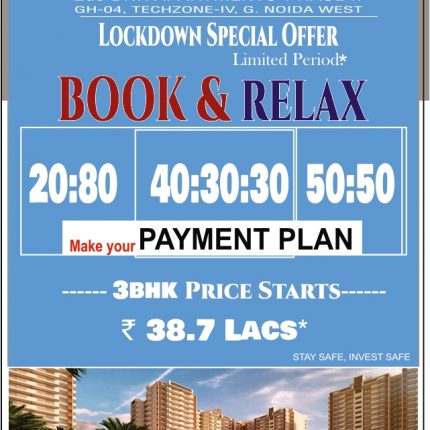 GH-04, TECHZONE-IV, G. NOIDA WEST
LOCKDOWN SPECIAL OFFER
Limited Period*
BOOK & RELAX
20:80 40:30:30 50:50
Make your PAYMENT PLAN
------ 3BHK PRICE STARTS------
₹ 38.7 LACS*
STAY SAFE, INVEST SAFE